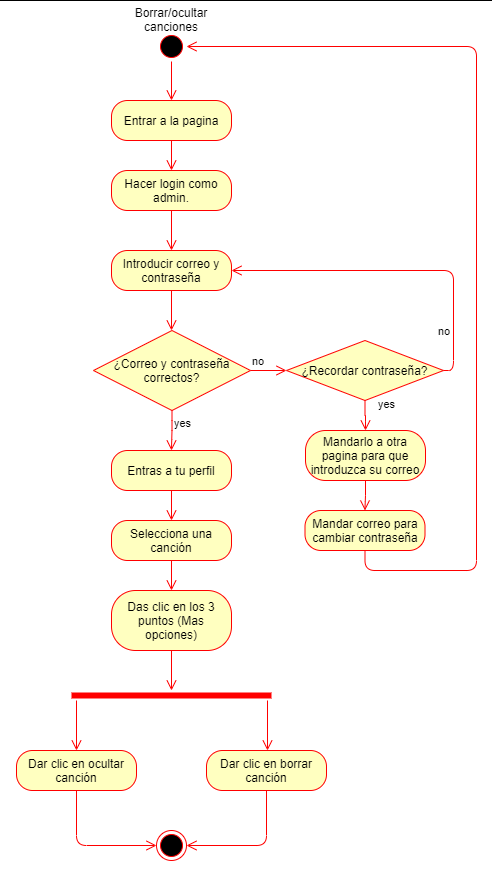 Borrar/ocultar
canciones
Entrar a la pagina
Hacer login como
admin.
Introducir correo y
contraseña
¿Correo y contraseña
correctos?
no
¿Recordar contraseña?
no
yes
yes
Mandarlo a otra
pagina para que
introduzca su correo
Mandar correo para
cambiar contraseña
Entras a tu perfil
Selecciona una
canción
Das clic en los 3
puntos (Mas
opciones)
Dar clic en ocultar
canción
Dar clic en borrar
canción